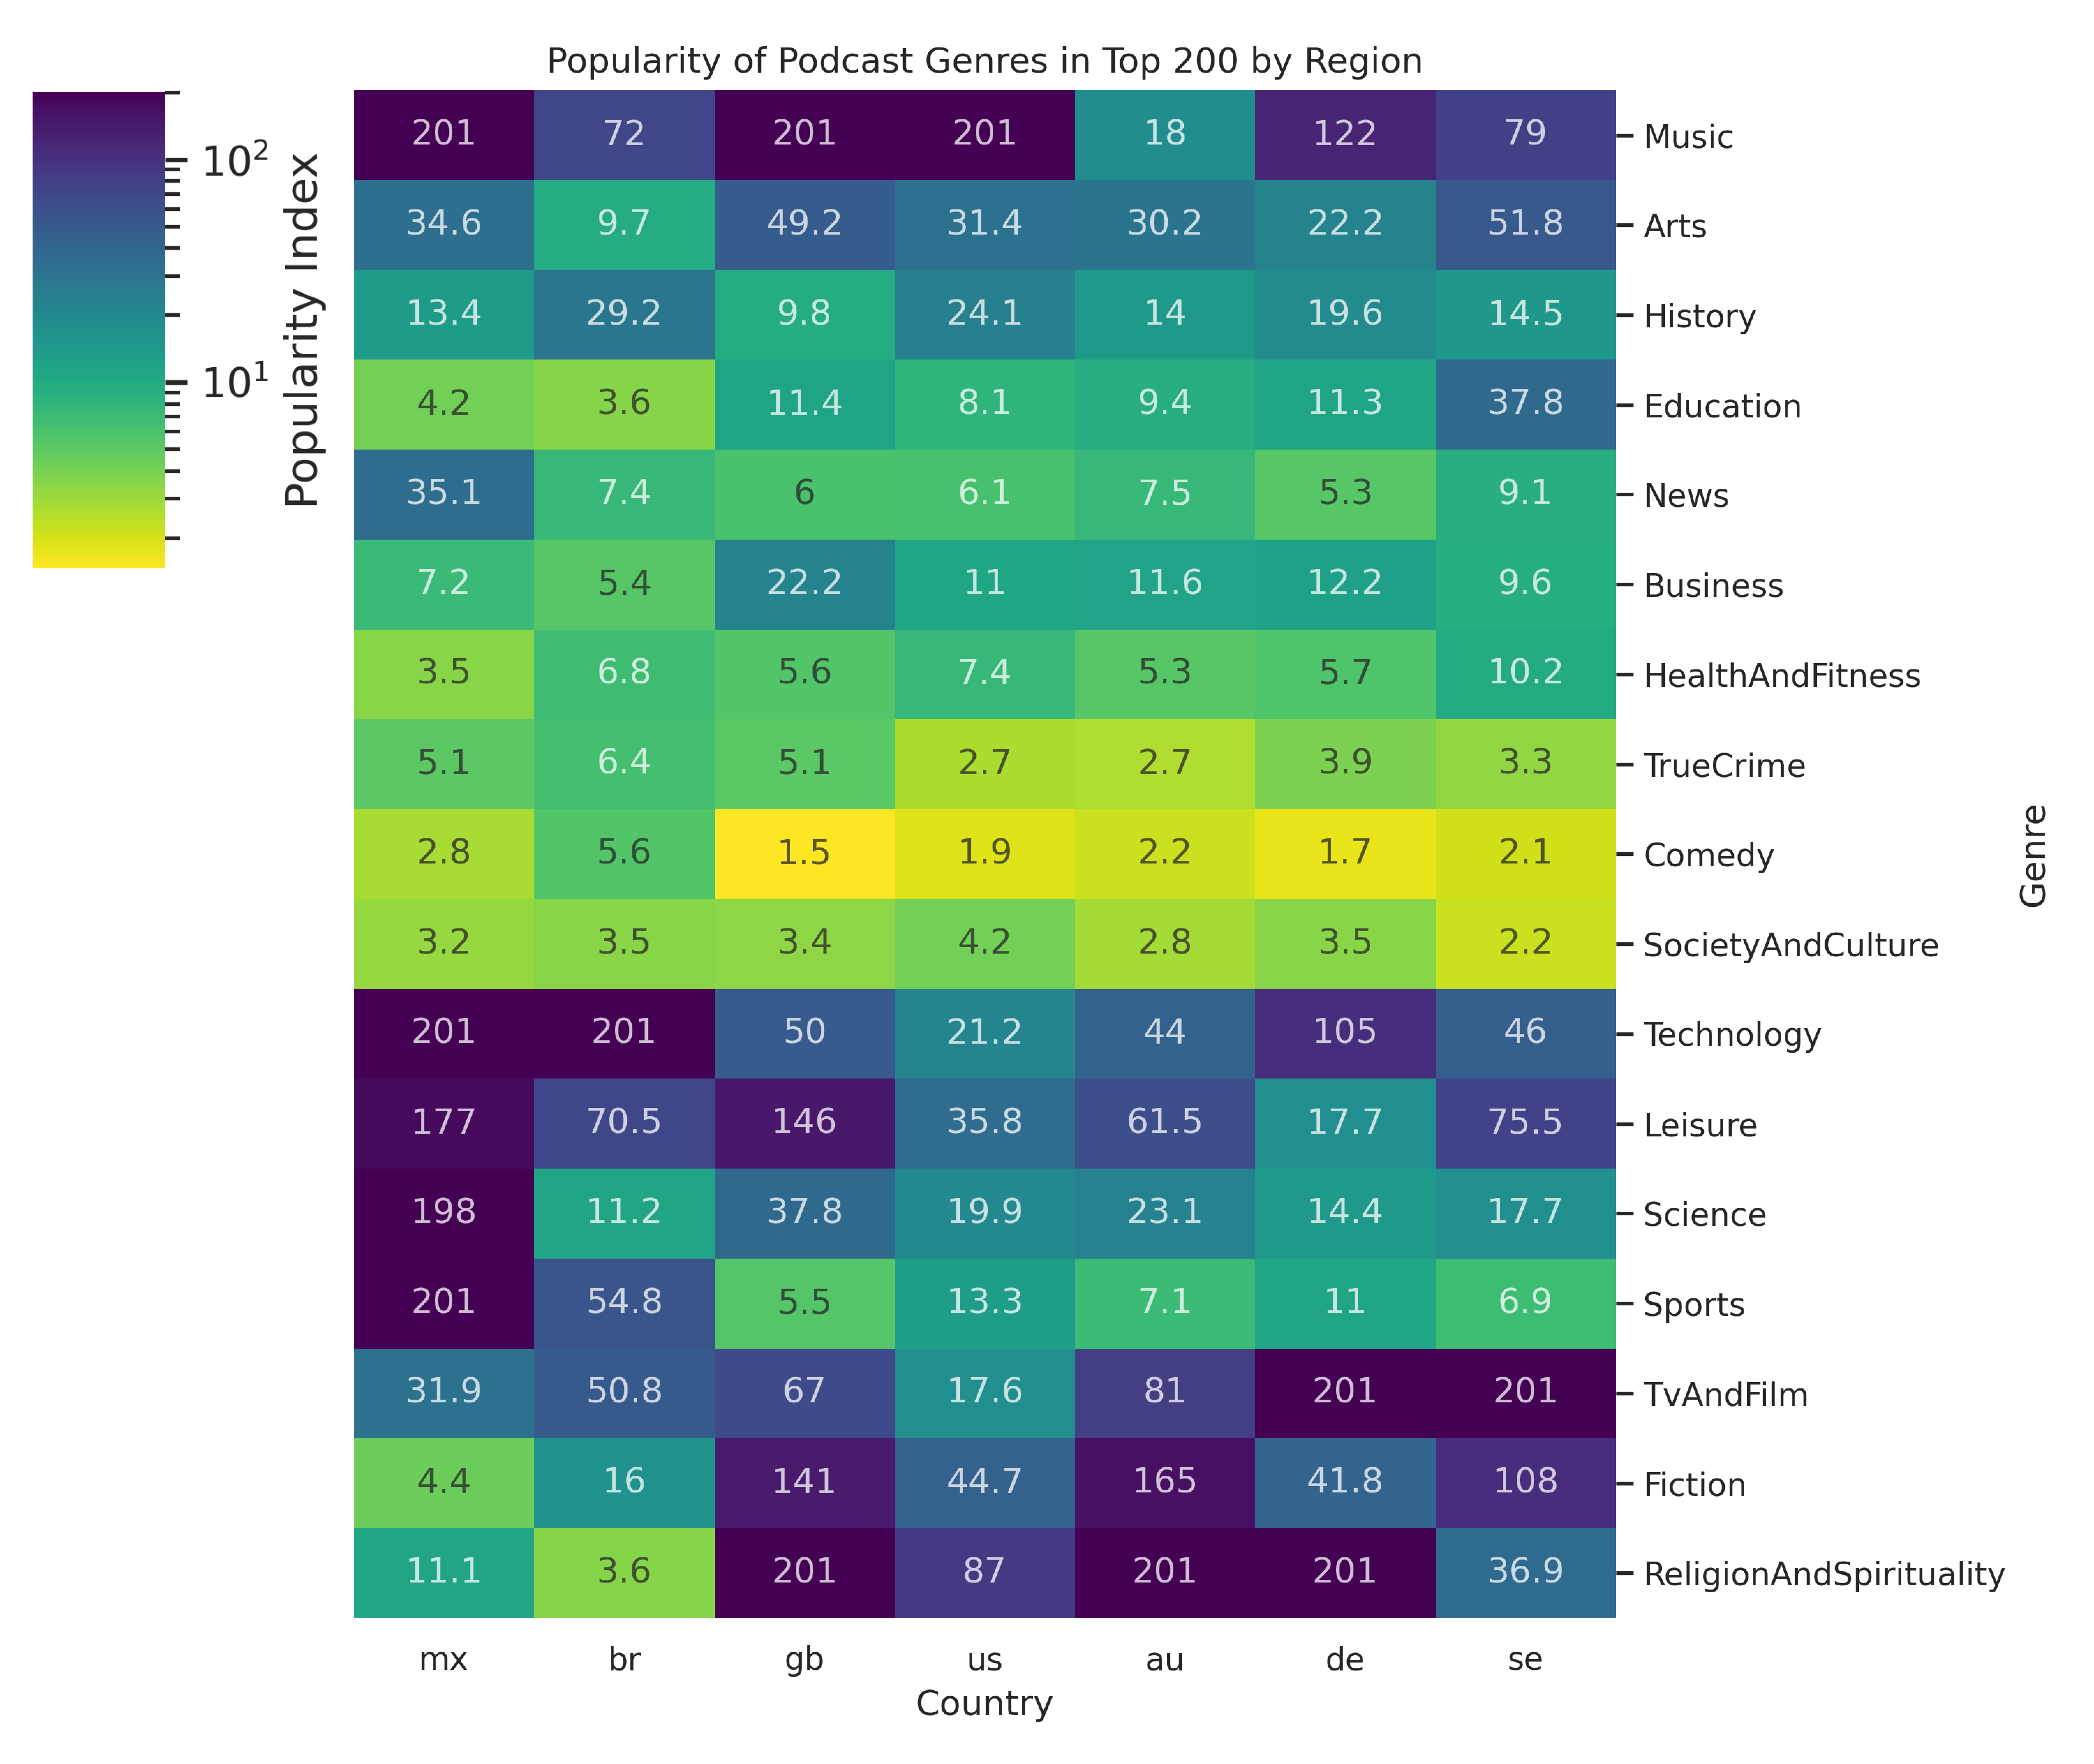 Popularity of Podcast Genres in Top 200 by Region
10²
10¹
Popularity Index
201 72 201 201 18 122 79 Music
34.6 9.7 49.2 31.4 30.2 22.2 51.8 Arts
13.4 29.2 9.8 24.1 14 19.6 14.5 History
4.2 3.6 11.4 8.1 9.4 11.3 37.8 Education
35.1 7.4 6 6.1 7.5 5.3 9.1 News
7.2 5.4 22.2 11 11.6 12.2 9.6 Business
3.5 6.8 5.6 7.4 5.3 5.7 10.2 HealthAndFitness
5.1 6.4 5.1 2.7 2.7 3.9 3.3 TrueCrime
2.8 5.6 1.5 1.9 2.2 1.7 2.1 Comedy
3.2 3.5 3.4 4.2 2.8 3.5 2.2 SocietyAndCulture
201 201 50 21.2 44 105 46 Technology
177 70.5 146 35.8 61.5 17.7 75.5 Leisure
198 11.2 37.8 19.9 23.1 14.4 17.7 Science
201 54.8 5.5 13.3 7.1 11 6.9 Sports
31.9 50.8 67 17.6 81 201 201 TvAndFilm
4.4 16 141 44.7 165 41.8 108 Fiction
11.1 3.6 201 87 201 201 36.9 ReligionAndSpirituality
Genre
mx br gb us au de se
Country